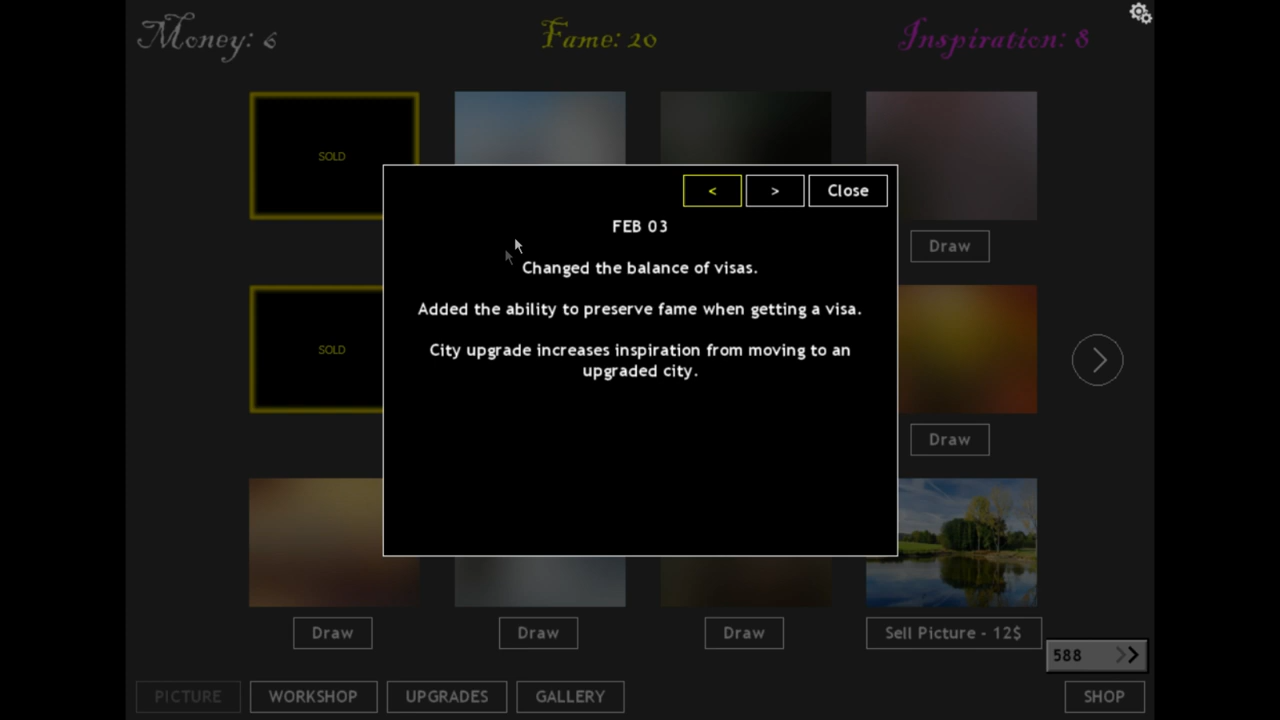 Money: 6
Fame: 20
Inspiration: 8
SOLD
<
>
Close
FEB 03
Draw
Changed the balance of visas.
Added the ability to preserve fame when getting a visa.
City upgrade increases inspiration from moving to an
upgraded city.
SOLD
>
Draw
Draw
Draw
Draw
Sell Picture - 12$
588 >>
PICTURE
WORKSHOP
UPGRADES
GALLERY
SHOP